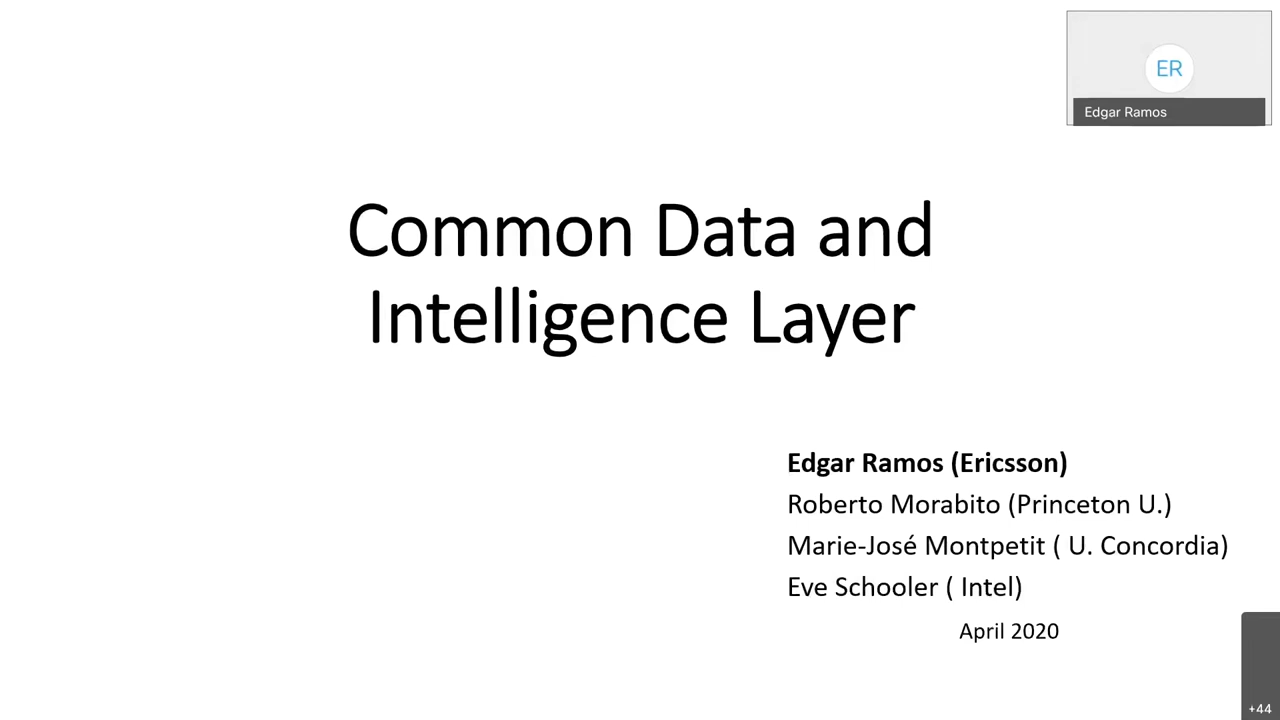 ER
Edgar Ramos
Common Data and
Intelligence Layer
Edgar Ramos (Ericsson)
Roberto Morabito (Princeton U.)
Marie-José Montpetit ( U. Concordia)
Eve Schooler ( Intel)
April 2020
+44